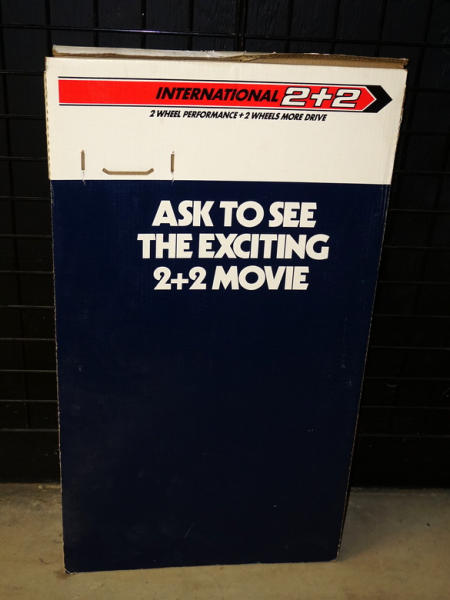 INTERNATIONAL 2+2
2 WHEEL PERFORMANCE + 2 WHEELS MORE DRIVE
ASK TO SEE
THE EXCITING
2+2 MOVIE